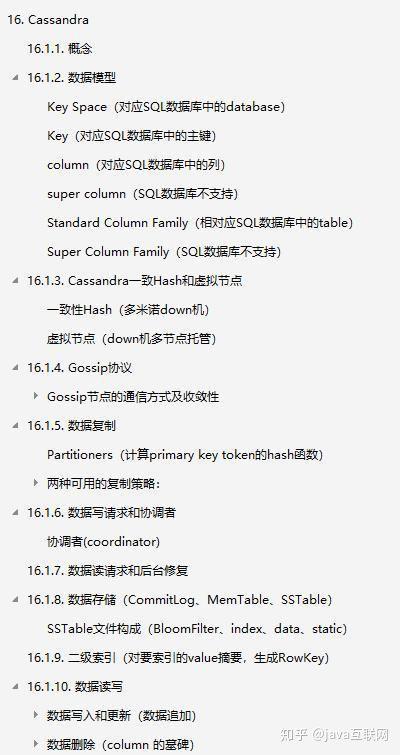 16. Cassandra
16.1.1. 概念
16.1.2. 数据模型
Key Space（对应SQL数据库中的database）
Key（对应SQL数据库中的主键）
column（对应SQL数据库中的列）
super column（SQL数据库不支持）
Standard Column Family（相对应SQL数据库中的table）
Super Column Family（SQL数据库不支持）
16.1.3. Cassandra一致Hash和虚拟节点
一致性Hash（多米诺down机）
虚拟节点（down机多节点托管）
16.1.4. Gossip协议
Gossip节点的通信方式及收敛性
16.1.5. 数据复制
Partitioners（计算primary key token的hash函数）
两种可用的复制策略：
16.1.6. 数据写请求和协调者
协调者(coordinator)
16.1.7. 数据读请求和后台修复
16.1.8. 数据存储（CommitLog、MemTable、SSTable）
SSTable文件构成（BloomFilter、index、data、static）
16.1.9. 二级索引（对要索引的value摘要，生成RowKey）
16.1.10. 数据读写
数据写入和更新（数据追加）
数据删除（column 的墓碑）
知乎 @java互联网